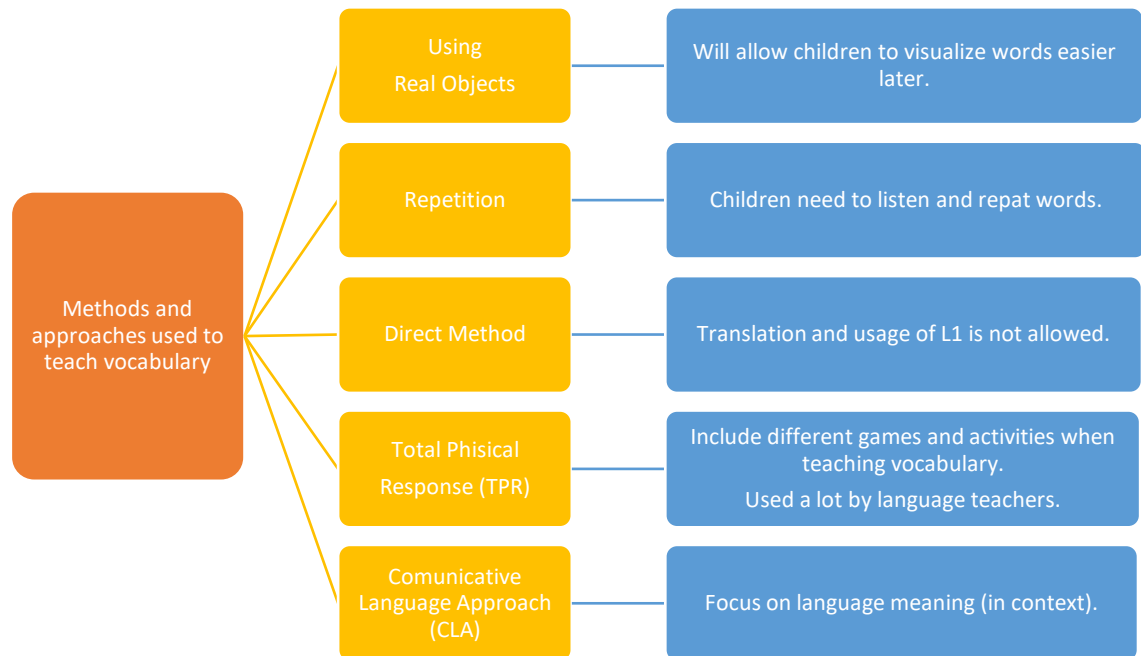 Methods and
approaches used to
teach vocabulary
Using
Real Objects
Will allow children to visualize words easier
later.
Repetition
Children need to listen and repat words.
Direct Method
Translation and usage of L1 is not allowed.
Total Phisical
Response (TPR)
Include different games and activities when
teaching vocabulary.
Used a lot by language teachers.
Comunicative
Language Approach
(CLA)
Focus on language meaning (in context).